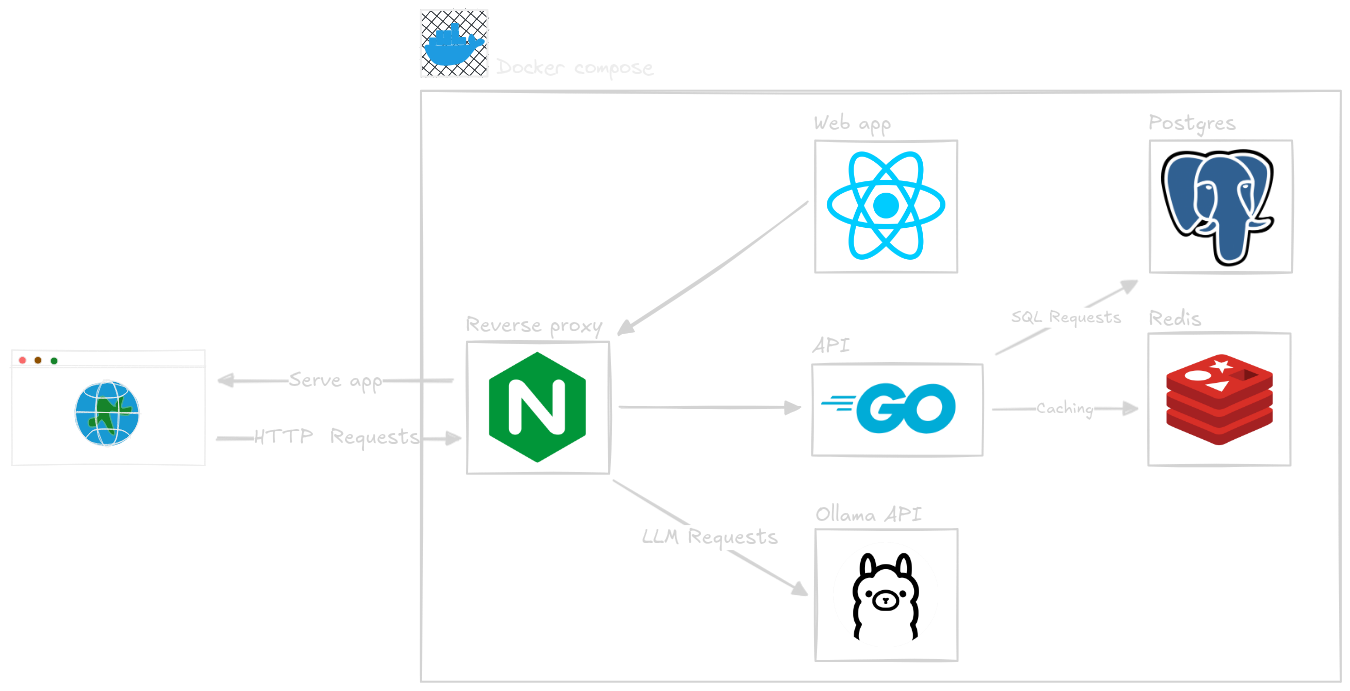 Docker compose
Web app
Postgres
Reverse proxy
SQL Requests
Redis
API
Serve app
HTTP Requests
N
GO
Caching
Ollama API
LLM Requests